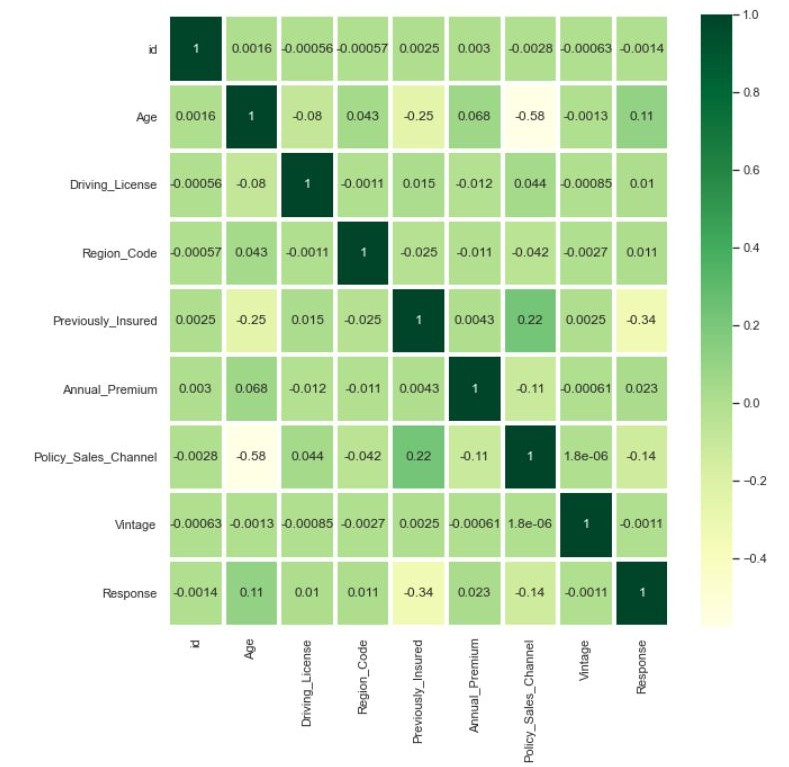 id 1 0.0016 -0.00056 -0.00057 0.0025 0.003 -0.0028 -0.00063 -0.0014
Age 0.0016 1 -0.08 0.043 -0.25 0.068 -0.58 -0.0013 0.11
Driving_License -0.00056 -0.08 1 -0.0011 0.015 -0.012 0.044 -0.00085 0.01
Region_Code -0.00057 0.043 -0.0011 1 -0.025 -0.011 -0.042 -0.0027 0.011
Previously_Insured 0.0025 -0.25 0.015 -0.025 1 0.0043 0.22 0.0025 -0.34
Annual_Premium 0.003 0.068 -0.012 -0.011 0.0043 1 -0.11 -0.00061 0.023
Policy_Sales_Channel -0.0028 -0.58 0.044 -0.042 0.22 -0.11 1 1.8e-06 -0.14
Vintage -0.00063 -0.0013 -0.00085 -0.0027 0.0025 -0.00061 1.8e-06 1 -0.0011
Response -0.0014 0.11 0.01 0.011 -0.34 0.023 -0.14 -0.0011 1
id
Age
Driving_License
Region_Code
Previously_Insured
Annual_Premium
Policy_Sales_Channel
Vintage
Response
1.0
0.8
0.6
0.4
0.2
0.0
−0.2
−0.4